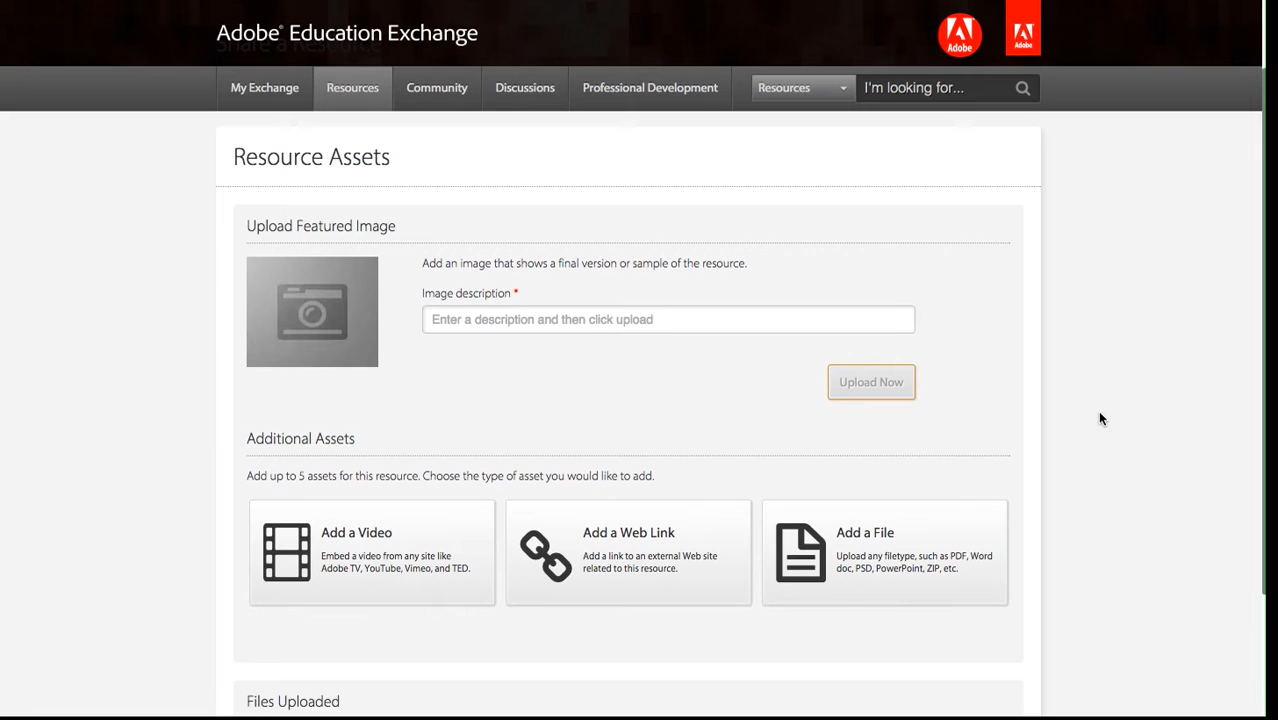 Adobe® Education Exchange
Share a Resource
Adobe
Adobe
My Exchange
Resources
Community
Discussions
Professional Development
Resources
I'm looking for...
Resource Assets
Upload Featured Image
Add an image that shows a final version or sample of the resource.
Image description *
Enter a description and then click upload
Upload Now
Additional Assets
Add up to 5 assets for this resource. Choose the type of asset you would like to add.
Add a Video
Embed a video from any site like
Adobe TV, YouTube, Vimeo, and TED.
Add a Web Link
Add a link to an external Web site
related to this resource.
Add a File
Upload any filetype, such as PDF, Word
doc, PSD, PowerPoint, ZIP, etc.
Files Uploaded